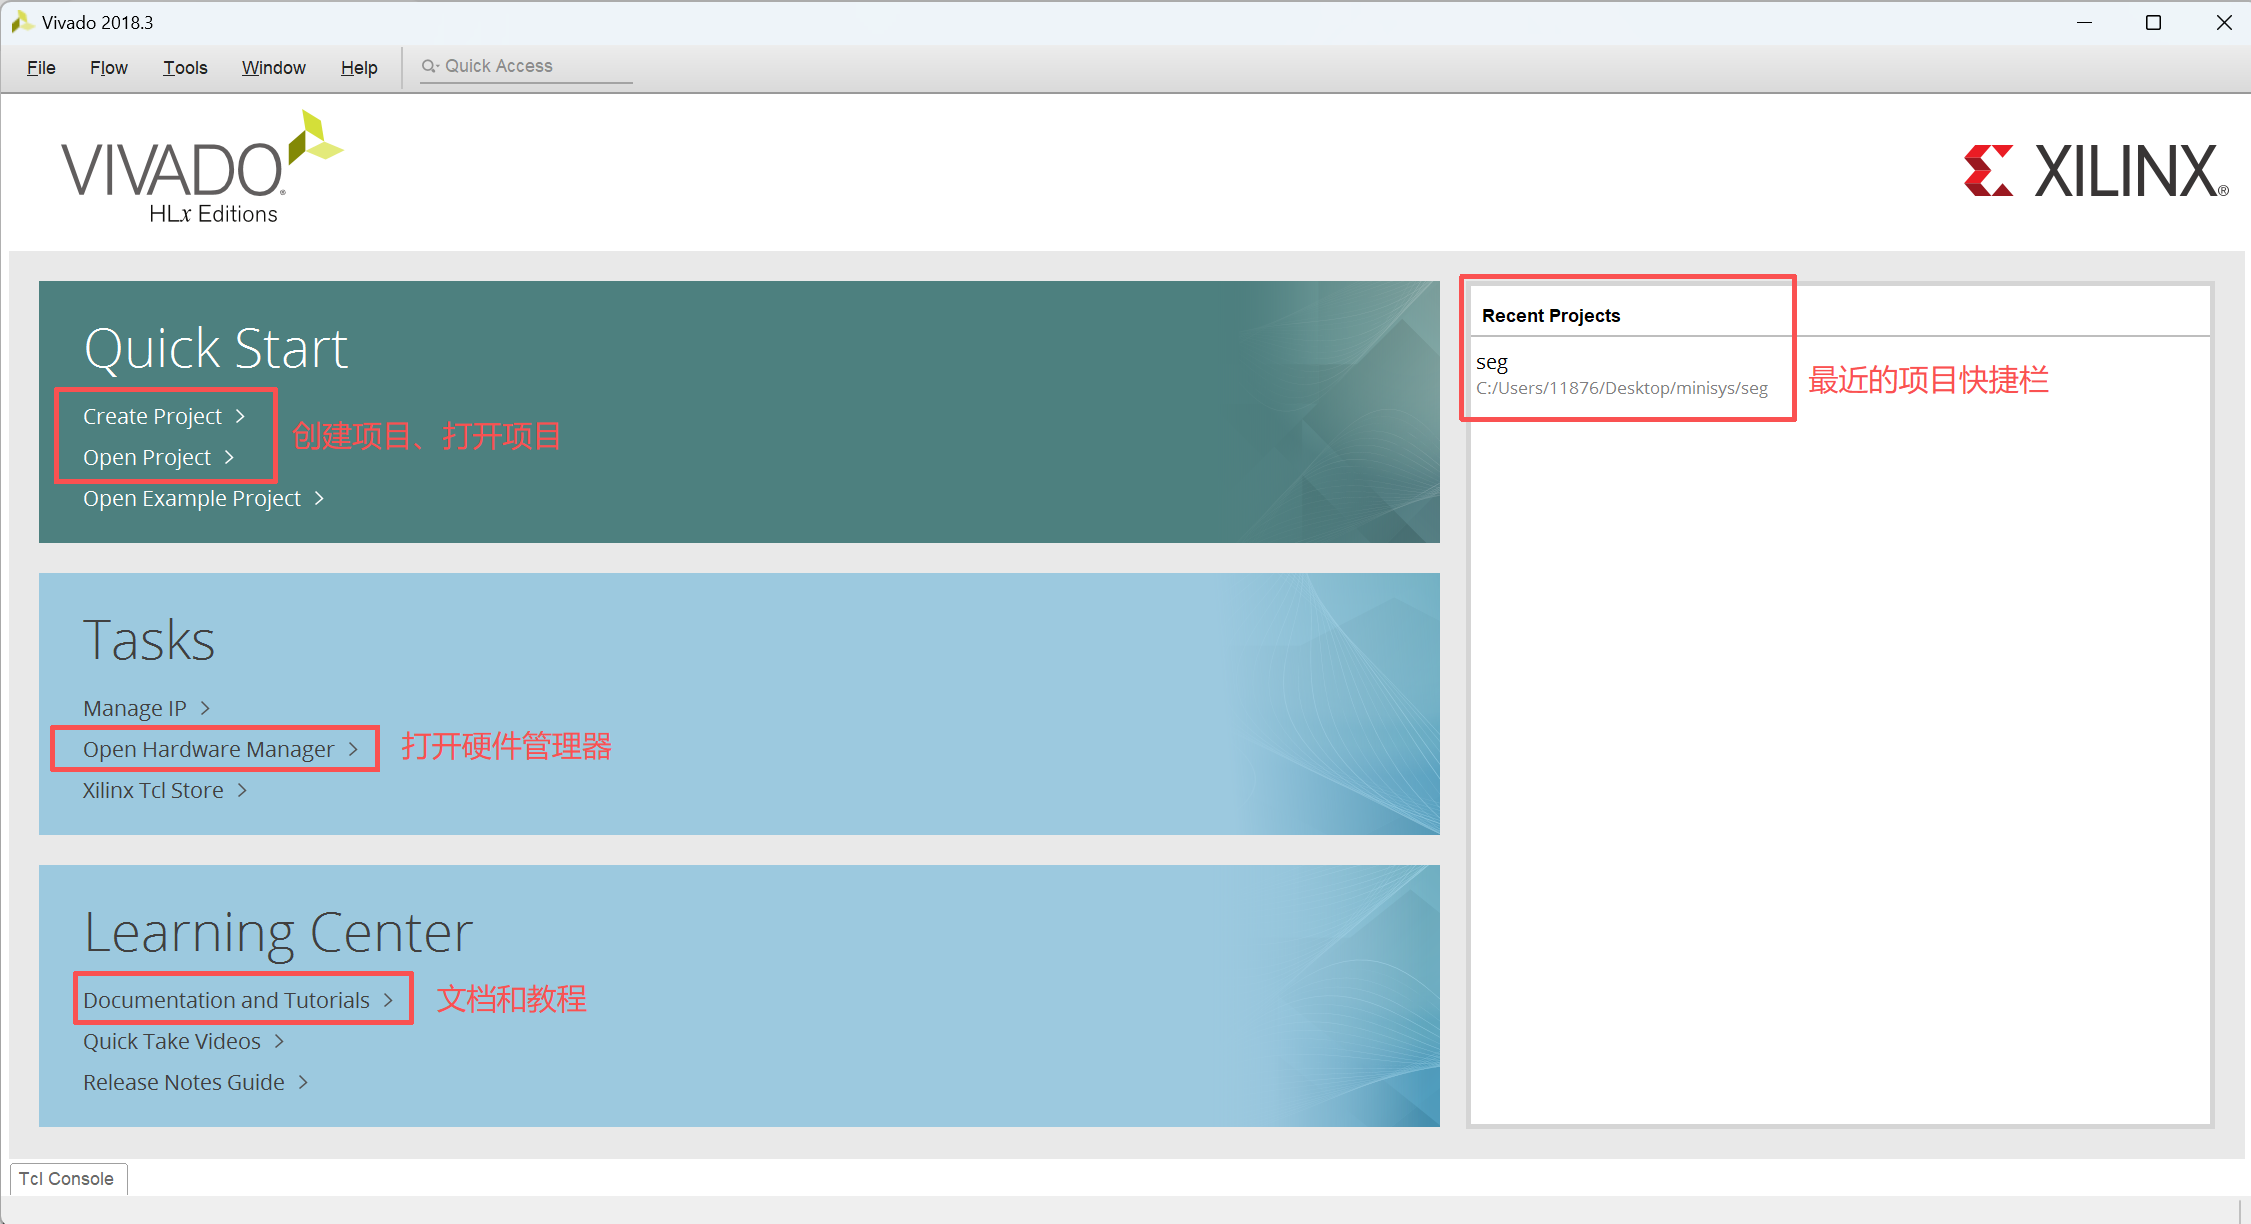 Vivado 2018.3
File Flow Tools Window Help Quick Access
VIVADO®
HLx Editions
XILINX®
Quick Start
Create Project >
Open Project >
创建项目、打开项目
Open Example Project >
Tasks
Manage IP >
Open Hardware Manager >
打开硬件管理器
Xilinx Tcl Store >
Learning Center
Documentation and Tutorials >
文档和教程
Quick Take Videos >
Release Notes Guide >
Recent Projects
seg
C:/Users/11876/Desktop/minisys/seg
最近的项目快捷栏
Tcl Console